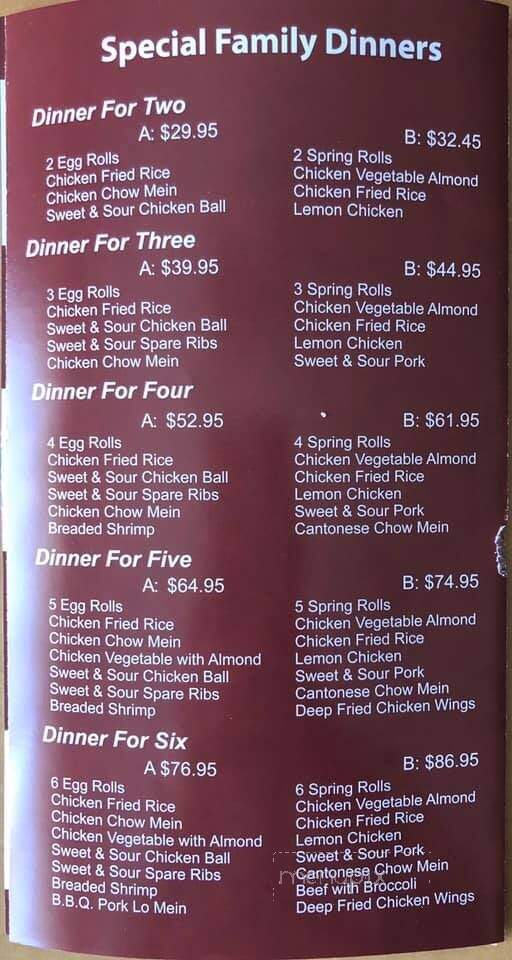 Special Family Dinners
Dinner For Two
A: $29.95
2 Egg Rolls
Chicken Fried Rice
Chicken Chow Mein
Sweet & Sour Chicken Ball
B: $32.45
2 Spring Rolls
Chicken Vegetable Almond
Chicken Fried Rice
Lemon Chicken
Dinner For Three
A: $39.95
3 Egg Rolls
Chicken Fried Rice
Sweet & Sour Chicken Ball
Sweet & Sour Spare Ribs
Chicken Chow Mein
B: $44.95
3 Spring Rolls
Chicken Vegetable Almond
Chicken Fried Rice
Lemon Chicken
Sweet & Sour Pork
Dinner For Four
A: $52.95
4 Egg Rolls
Chicken Fried Rice
Sweet & Sour Chicken Ball
Sweet & Sour Spare Ribs
Chicken Chow Mein
Breaded Shrimp
B: $61.95
4 Spring Rolls
Chicken Vegetable Almond
Chicken Fried Rice
Lemon Chicken
Sweet & Sour Pork
Cantonese Chow Mein
Dinner For Five
A: $64.95
5 Egg Rolls
Chicken Fried Rice
Chicken Chow Mein
Chicken Vegetable with Almond
Sweet & Sour Chicken Ball
Sweet & Sour Spare Ribs
Breaded Shrimp
B: $74.95
5 Spring Rolls
Chicken Vegetable Almond
Chicken Fried Rice
Lemon Chicken
Sweet & Sour Pork
Cantonese Chow Mein
Deep Fried Chicken Wings
Dinner For Six
A $76.95
6 Egg Rolls
Chicken Fried Rice
Chicken Chow Mein
Chicken Vegetable with Almond
Sweet & Sour Chicken Ball
Sweet & Sour Spare Ribs
Breaded Shrimp
B.B.Q. Pork Lo Mein
B: $86.95
6 Spring Rolls
Chicken Vegetable Almond
Chicken Fried Rice
Lemon Chicken
Sweet & Sour Pork
Cantonese Chow Mein
Beef with Broccoli
Deep Fried Chicken Wings
menupix